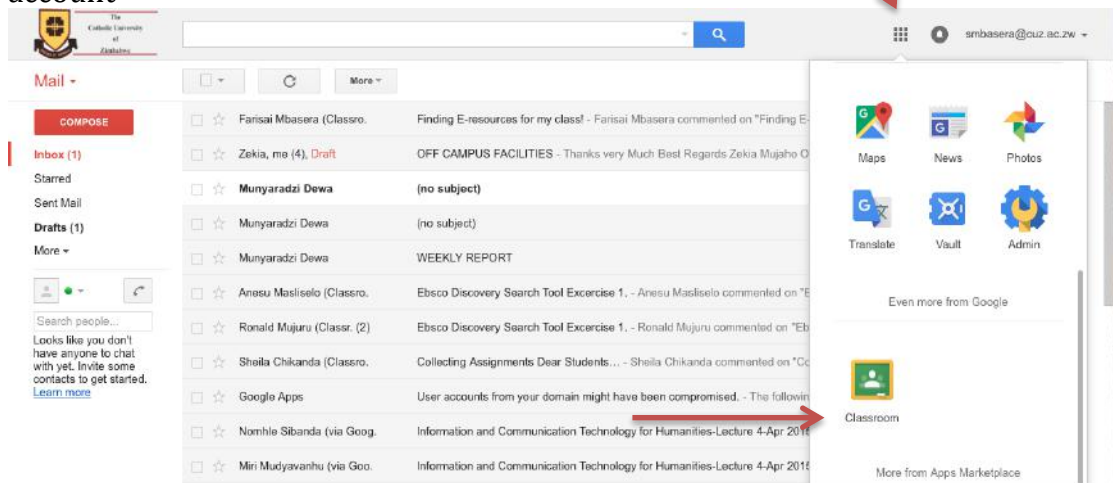 account
The
Catholic University
of
Zimbabwe
smbasera@cuz.ac.zw
Mail
More
COMPOSE
Inbox (1)
Starred
Sent Mail
Drafts (1)
More
Search people...
Looks like you don't
have anyone to chat
with yet. Invite some
contacts to get started.
Learn more
Farisai Mbasera (Classro. Finding E-resources for my class! - Farisai Mbasera commented on "Finding E-
Zekia, me (4), Draft OFF CAMPUS FACILITIES - Thanks very Much Best Regards Zekia Mujaho O
Munyaradzi Dewa (no subject)
Munyaradzi Dewa (no subject)
Munyaradzi Dewa WEEKLY REPORT
Anesu Masliselo (Classro. Ebsco Discovery Search Tool Excercise 1. - Anesu Masliselo commented on "E
Ronald Mujuru (Classr. (2) Ebsco Discovery Search Tool Excercise 1. - Ronald Mujuru commented on "Eb
Sheila Chikanda (Classro. Collecting Assignments Dear Students... - Sheila Chikanda commented on "Co
Google Apps User accounts from your domain might have been compromised. - The followin
Nomhle Sibanda (via Goog. Information and Communication Technology for Humanities-Lecture 4-Apr 2015
Miri Mudyavanhu (via Goo. Information and Communication Technology for Humanities-Lecture 4-Apr 2015
Maps News Photos
Translate Vault Admin
Even more from Google
Classroom
More from Apps Marketplace